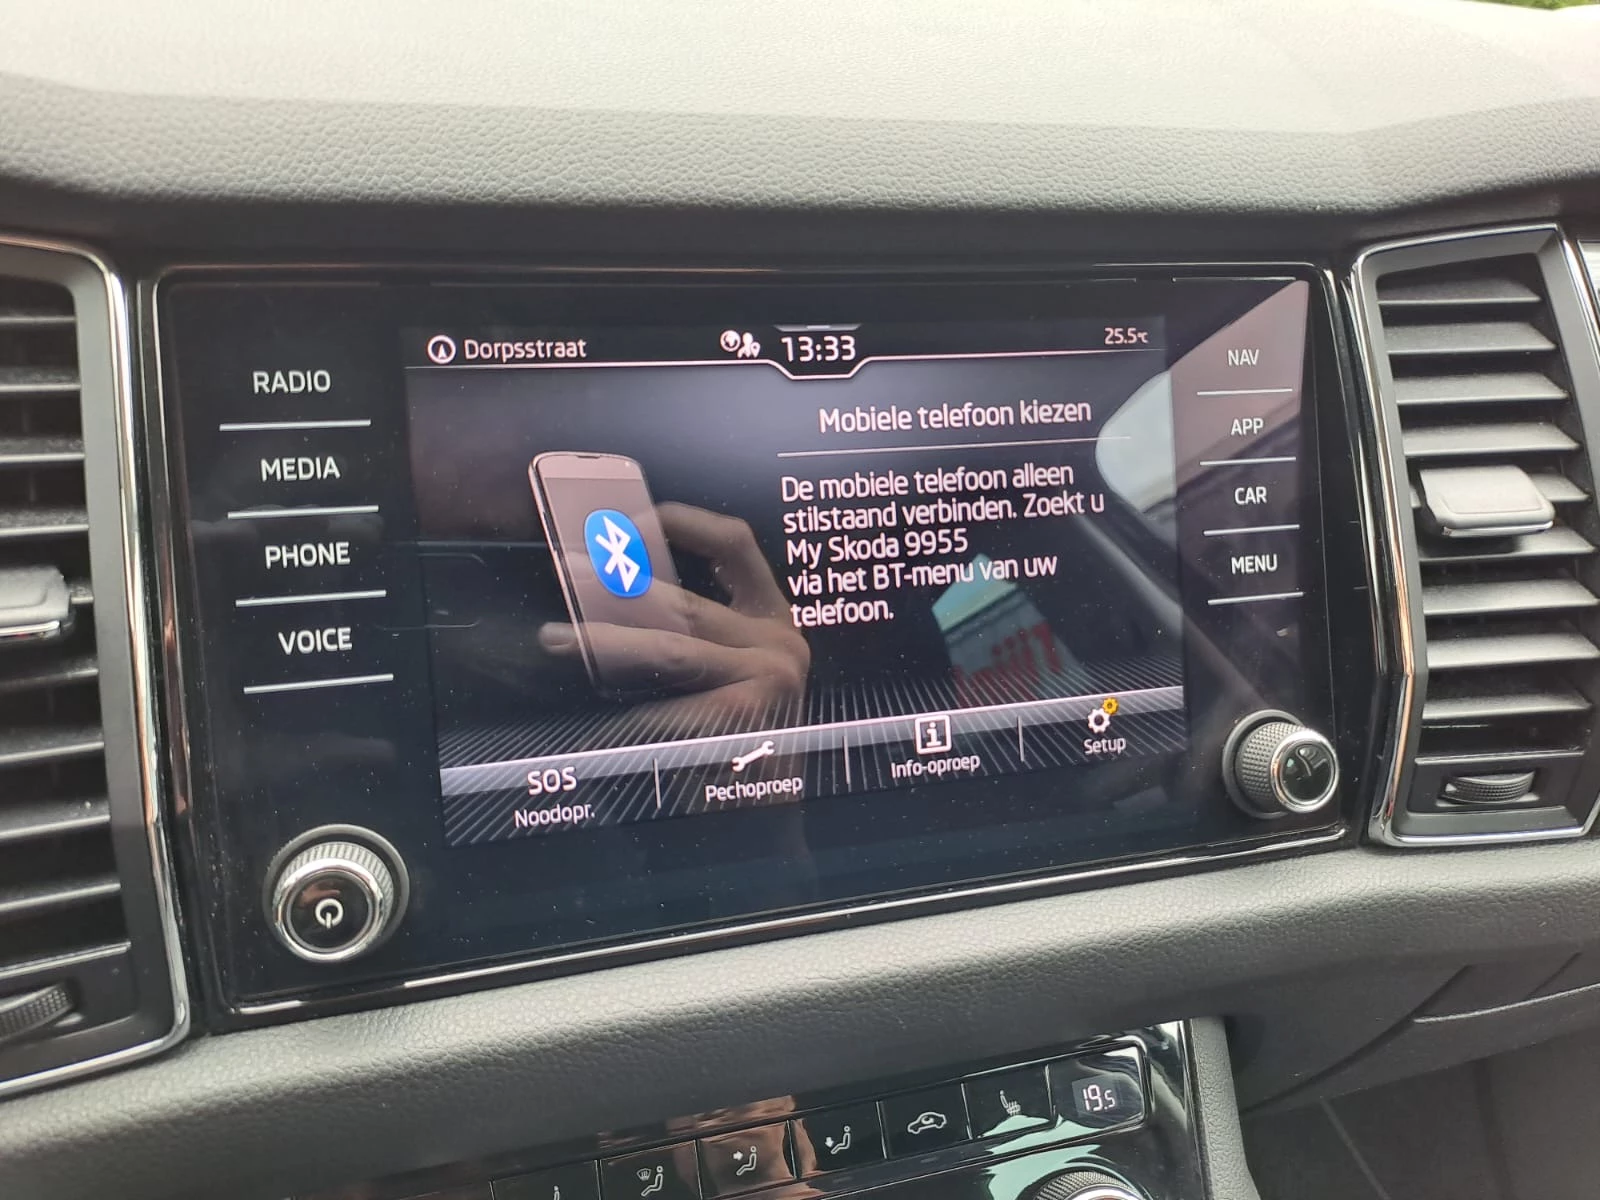 Dorpsstraat
13:33
25.5°C
RADIO
MEDIA
PHONE
VOICE
Mobiele telefoon kiezen
De mobiele telefoon alleen
stilstaand verbinden. Zoekt u
My Skoda 9955
via het BT-menu van uw
telefoon.
NAV
APP
CAR
MENU
SOS
Noodopr.
Pechoproep
Info-oproep
Setup
19.5